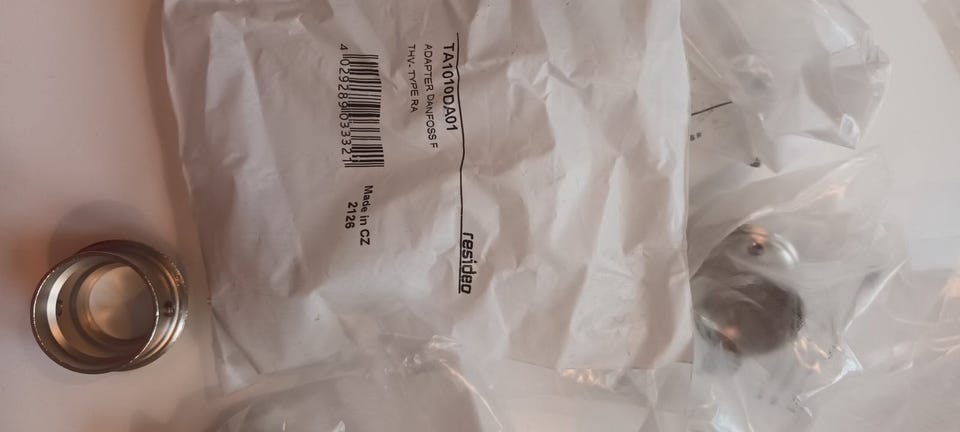 resideo
TA1010DA01
ADAPTER DANFOSS F
THV- TYPE RA
4 029289 033321
Made in CZ
2126